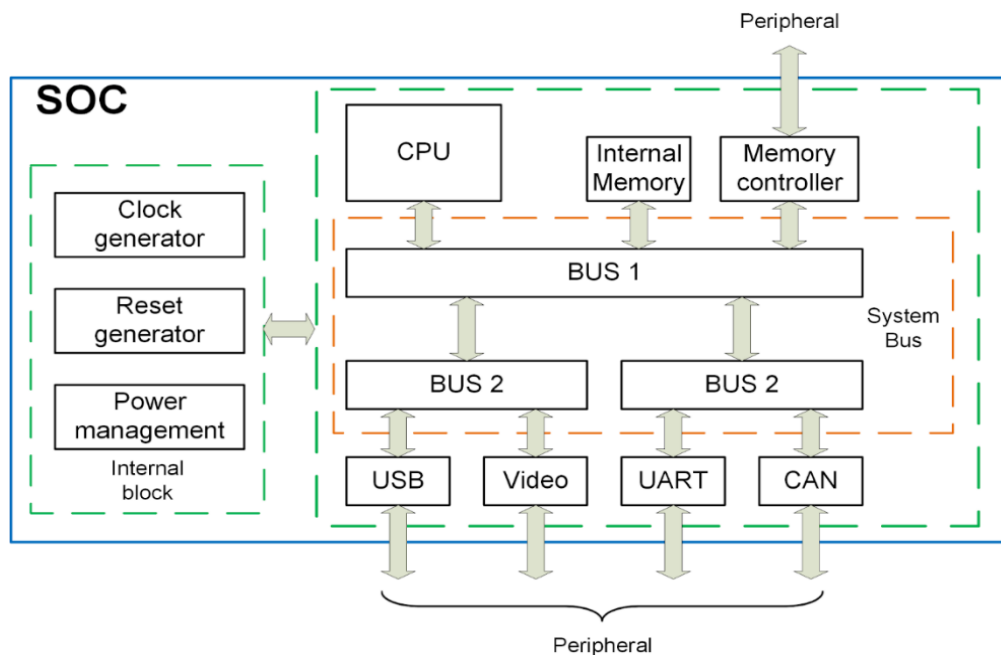 Peripheral
SOC
CPU
Internal
Memory
Memory
controller
Clock
generator
BUS 1
Reset
generator
System
Bus
BUS 2
BUS 2
Power
management
Internal
block
USB
Video
UART
CAN
Peripheral